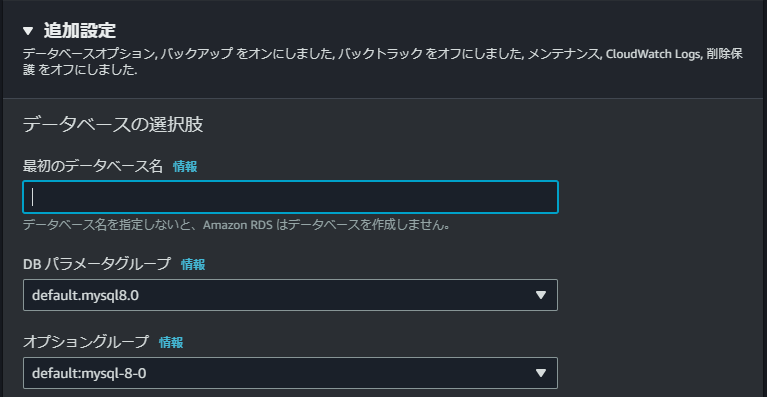 ▼ 追加設定
データベースオプション, バックアップ をオンにしました, バックトラック をオフにしました, メンテナンス, CloudWatch Logs, 削除保
護 をオフにしました.
データベースの選択肢
最初のデータベース名 情報
データベース名を指定しないと、Amazon RDS はデータベースを作成しません。
DB パラメータグループ 情報
default.mysql8.0
オプショングループ 情報
default:mysql-8-0